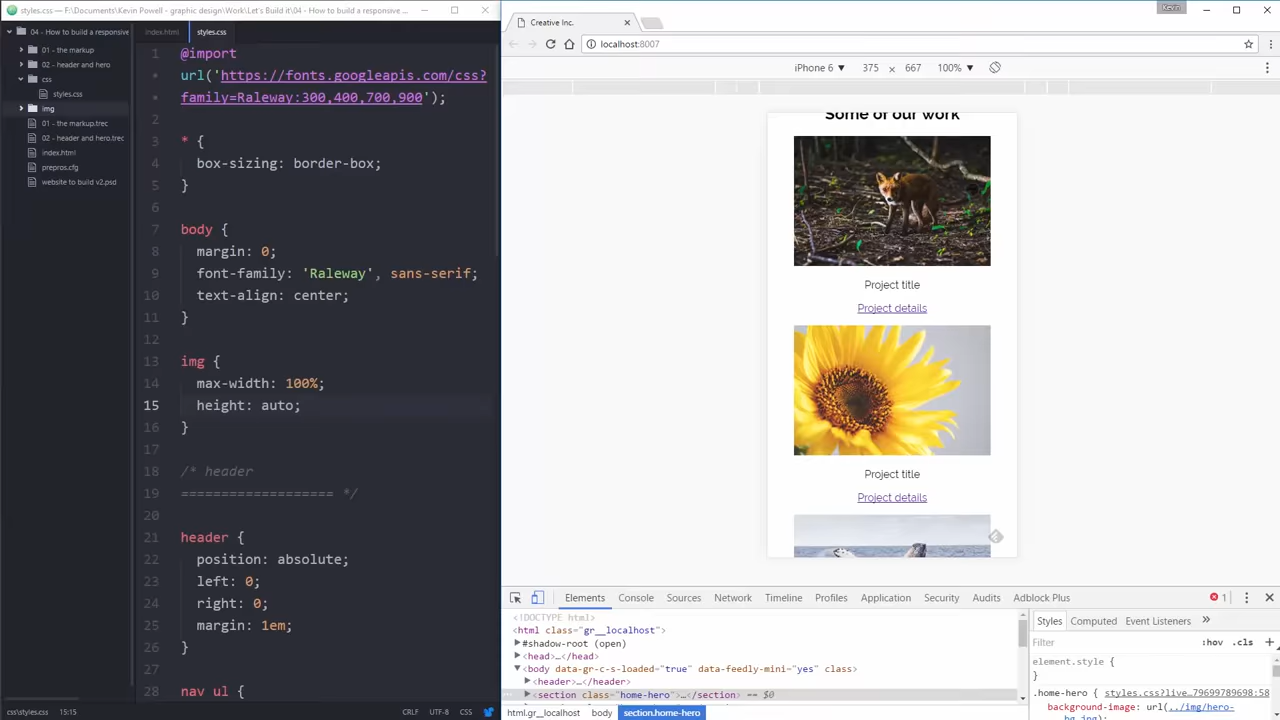 styles.css — F:\Documents\Kevin Powell - graphic design\Work\Let's Build it\04 - How to build a responsive ...
04 - How to build a responsive
01 - the markup
02 - header and hero
css
styles.css
img
01 - the markup.trec
02 - header and hero.trec
index.html
prepros.cfg
website to build v2.psd
index.html
styles.css
1 @import
• url('https://fonts.googleapis.com/css?
• family=Raleway:300,400,700,900');
2
3 * {
4 box-sizing: border-box;
5 }
6
7 body {
8 margin: 0;
9 font-family: 'Raleway', sans-serif;
10 text-align: center;
11 }
12
13 img {
14 max-width: 100%;
15 height: auto;
16 }
17
18 /* header
19 =================== */
20
21 header {
22 position: absolute;
23 left: 0;
24 right: 0;
25 margin: 1em;
26 }
27
28 nav ul {
css\styles.css 15:15 CRLF UTF-8 CSS
Kevin
Creative Inc.
localhost:8007
iPhone 6 ▼ 375 × 667 100% ▼
Some of our work
Project title
Project details
Project title
Project details
Elements Console Sources Network Timeline Profiles Application Security Audits Adblock Plus 1
<!DOCTYPE html>
<html class="gr__localhost">
#shadow-root (open)
<head>…</head>
<body data-gr-c-s-loaded="true" data-feedly-mini="yes" class>
<header>…</header>
<section class="home-hero">…</section> == $0
html.gr__localhost body section.home-hero
Styles Computed Event Listeners »
Filter :hov .cls +
element.style {
}
.home-hero { styles.css?live…79699789698:58
background-image: url(../img/hero-
bg.jpg);